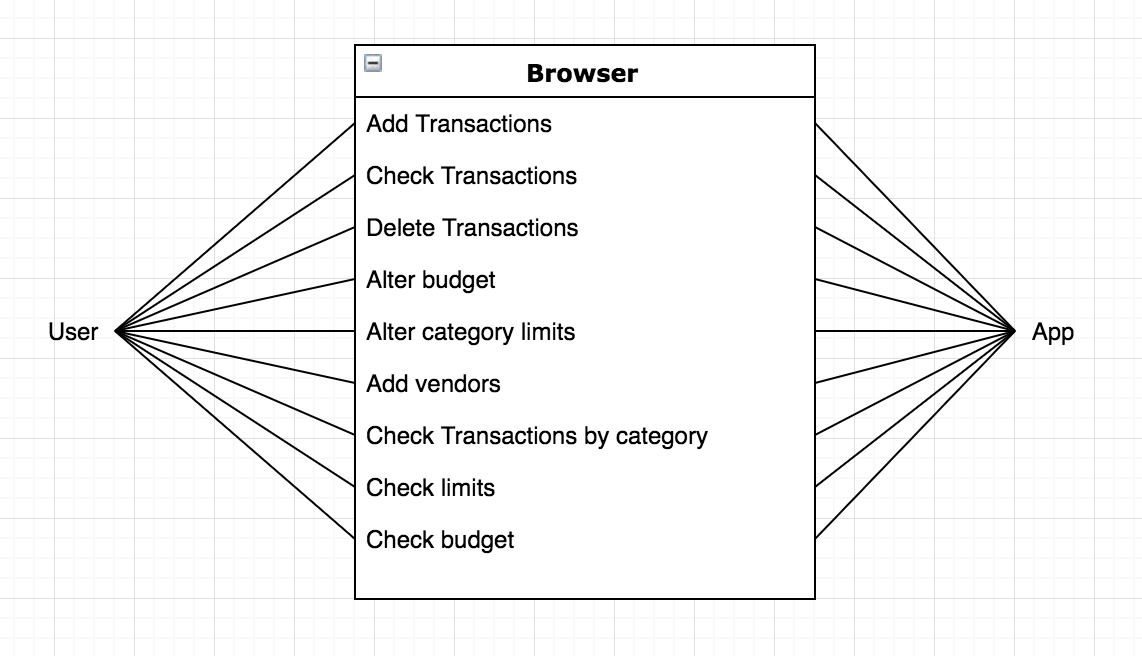 Browser
Add Transactions
Check Transactions
Delete Transactions
Alter budget
User
Alter category limits
App
Add vendors
Check Transactions by category
Check limits
Check budget